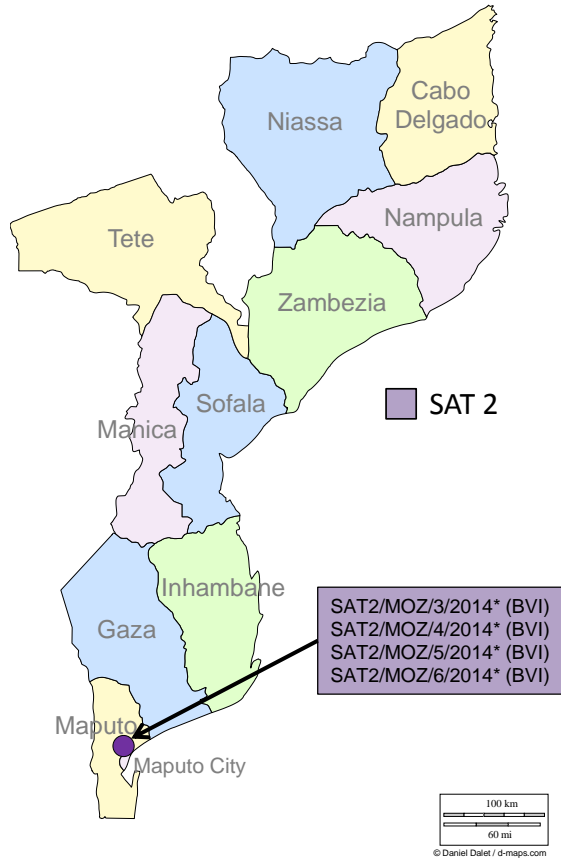 Cabo
Delgado
Niassa
Nampula
Tete
Zambezia
SAT 2
Sofala
Manica
Inhambane
SAT2/MOZ/3/2014* (BVI)
SAT2/MOZ/4/2014* (BVI)
SAT2/MOZ/5/2014* (BVI)
SAT2/MOZ/6/2014* (BVI)
Gaza
Maputo
Maputo City
100 km
60 mi
© Daniel Dalet / d-maps.com